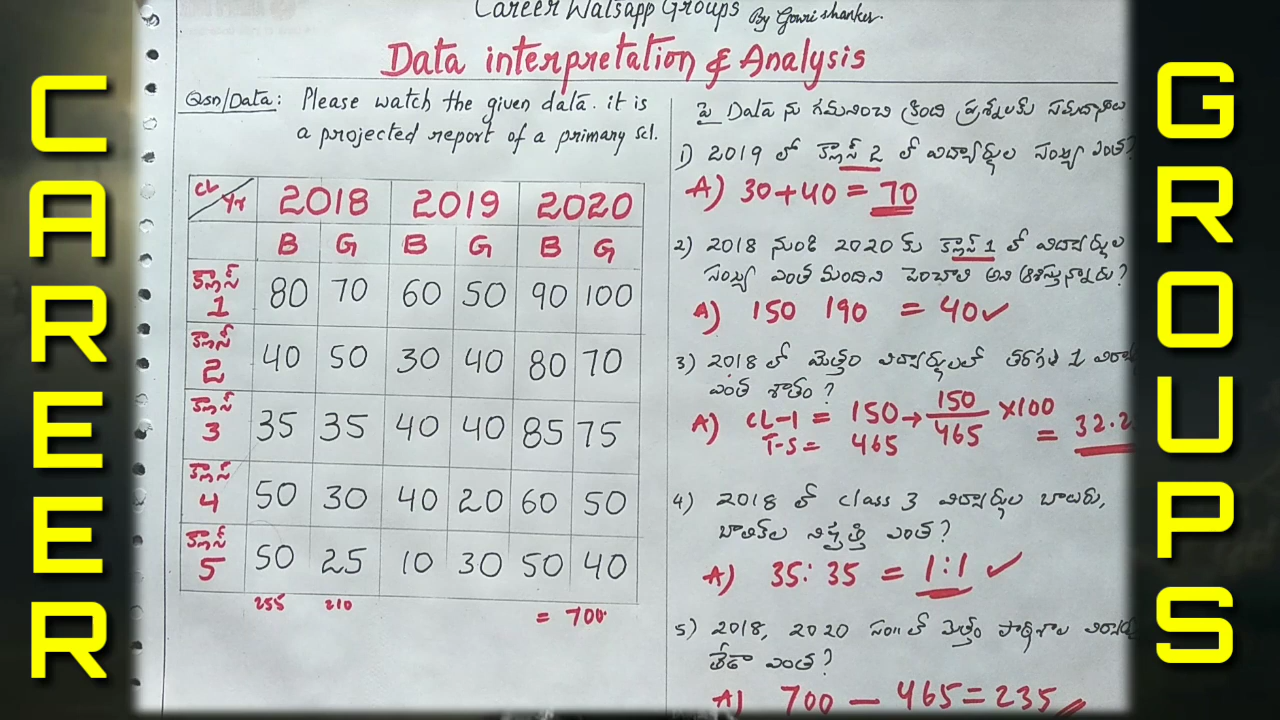 CAREER
Career Watsapp Groups By Gowri shanker.
Data interpretation & Analysis
Qsn/Data: Please watch the given data. it is
a projected report of a primary Scl.
CL Yr 2018 2019 2020
B G B G B G
క్లాస్ 1 80 70 60 50 90 100
క్లాస్ 2 40 50 30 40 80 70
క్లాస్ 3 35 35 40 40 85 75
క్లాస్ 4 50 30 40 20 60 50
క్లాస్ 5 50 25 10 30 50 40
255 210 = 700
పై Data ను గమనించి క్రింది ప్రశ్నలకు సమాధానాలు
1) 2019 లో క్లాస్ 2 లో విద్యార్థుల సంఖ్య ఎంత?
A) 30+40 = 70
2) 2018 నుండి 2020 కు క్లాస్ 1 లో విద్యార్థుల
సంఖ్య ఎంత మందిని పెంచాలి అని ఆశిస్తున్నారు?
A) 150 190 = 40✓
3) 2018 లో మొత్తం విద్యార్థులలో తరగతి 1
ఎంత శాతం?
A) CL-1 = 150 → 150/465 ×100 = 32.2
T-S = 465
4) 2018 లో class 3 విద్యార్థుల బాలురు,
బాలికల నిష్పత్తి ఎంత?
A) 35:35 = 1:1 ✓
5) 2018, 2020 సం॥లో మొత్తం పాఠశాల
తేడా ఎంత?
A) 700 — 465 = 235 ✓
GROUPS